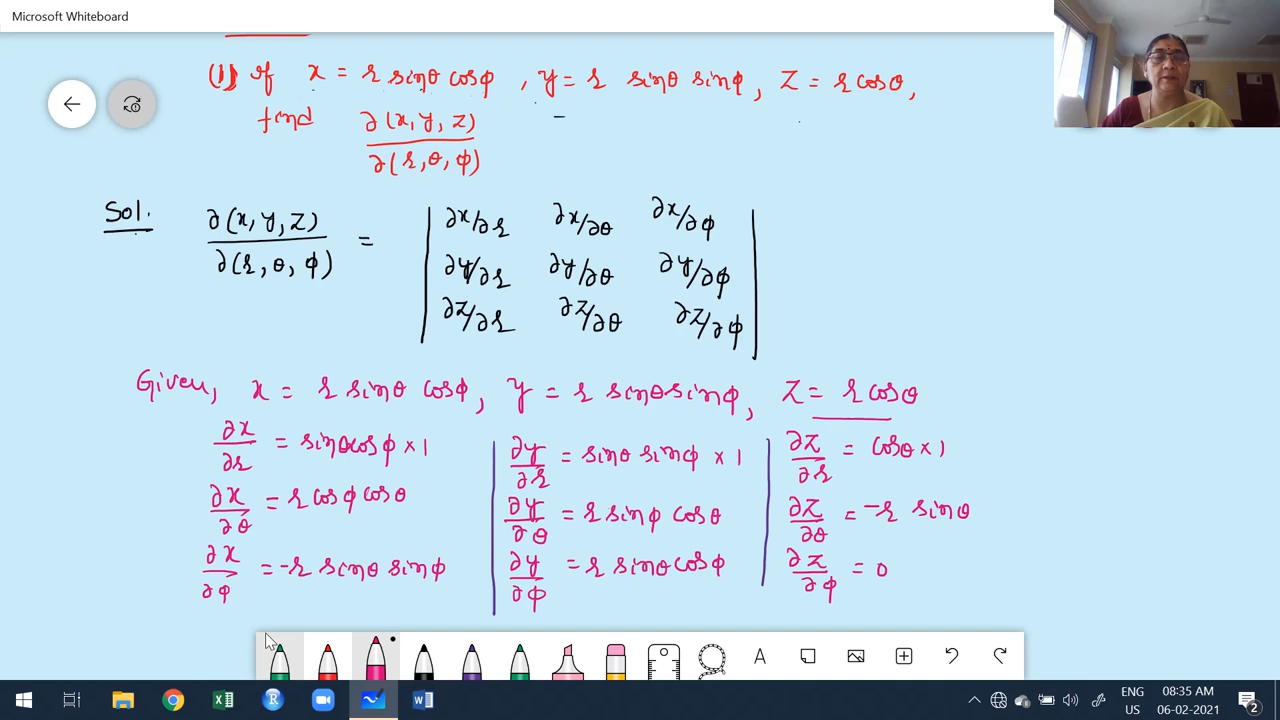 Microsoft Whiteboard
(1) If x = r sinθ cosϕ , y = r sinθ sinϕ, z = r cosθ,
find ∂(x, y, z)
∂(r, θ, ϕ)
Sol. ∂(x, y, z) / ∂(r, θ, ϕ) =
| ∂x/∂r ∂x/∂θ ∂x/∂ϕ |
| ∂y/∂r ∂y/∂θ ∂y/∂ϕ |
| ∂z/∂r ∂z/∂θ ∂z/∂ϕ |
Given, x = r sinθ cosϕ, y = r sinθ sinϕ, z = r cosθ
∂x/∂r = sinθ cosϕ × 1
∂x/∂θ = r cosϕ cosθ
∂x/∂ϕ = -r sinθ sinϕ
∂y/∂r = sinθ sinϕ × 1
∂y/∂θ = r sinϕ cosθ
∂y/∂ϕ = r sinθ cosϕ
∂z/∂r = cosθ × 1
∂z/∂θ = -r sinθ
∂z/∂ϕ = 0
A
ENG
US
08:35 AM
06-02-2021
2